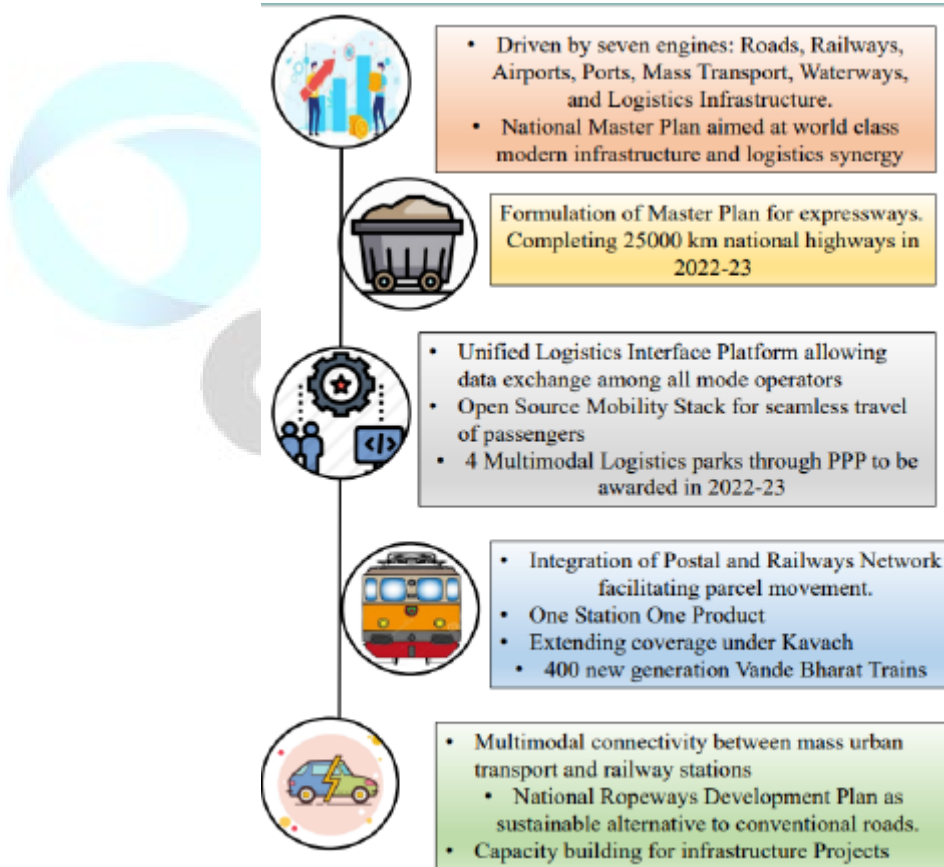 • Driven by seven engines: Roads, Railways,
Airports, Ports, Mass Transport, Waterways,
and Logistics Infrastructure.
• National Master Plan aimed at world class
modern infrastructure and logistics synergy
Formulation of Master Plan for expressways.
Completing 25000 km national highways in
2022-23
• Unified Logistics Interface Platform allowing
data exchange among all mode operators
• Open Source Mobility Stack for seamless travel
of passengers
• 4 Multimodal Logistics parks through PPP to be
awarded in 2022-23
• Integration of Postal and Railways Network
facilitating parcel movement.
• One Station One Product
• Extending coverage under Kavach
• 400 new generation Vande Bharat Trains
• Multimodal connectivity between mass urban
transport and railway stations
• National Ropeways Development Plan as
sustainable alternative to conventional roads.
• Capacity building for infrastructure Projects